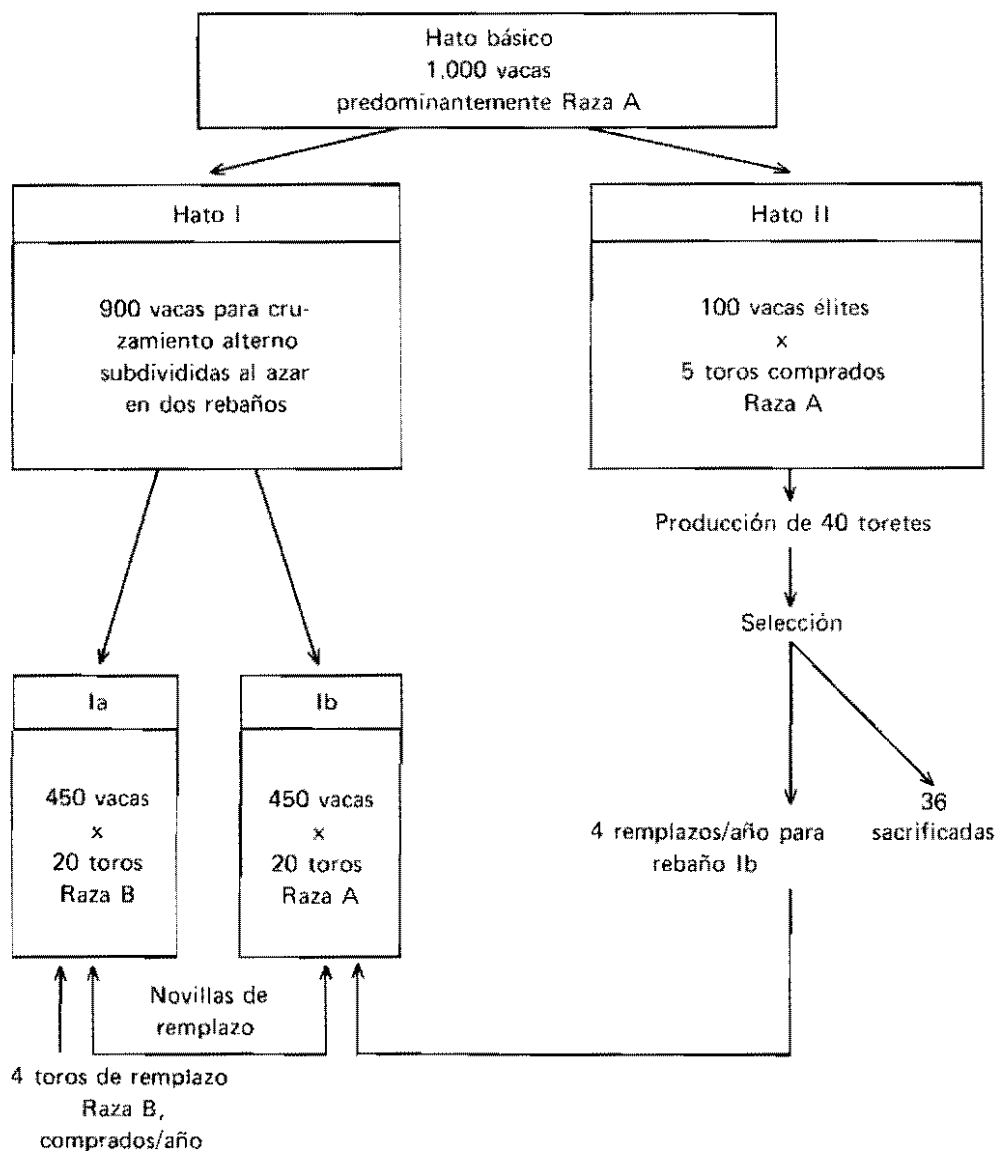 Hato básico
1,000 vacas
predominantemente Raza A
Hato I
900 vacas para cru-
zamiento alterno
subdivididas al azar
en dos rebaños
Hato II
100 vacas élites
x
5 toros comprados
Raza A
Producción de 40 toretes
Selección
4 remplazos/año para
rebaño Ib
36
sacrificadas
Ia
450 vacas
x
20 toros
Raza B
Ib
450 vacas
x
20 toros
Raza A
Novillas de
remplazo
4 toros de remplazo
Raza B,
comprados/año